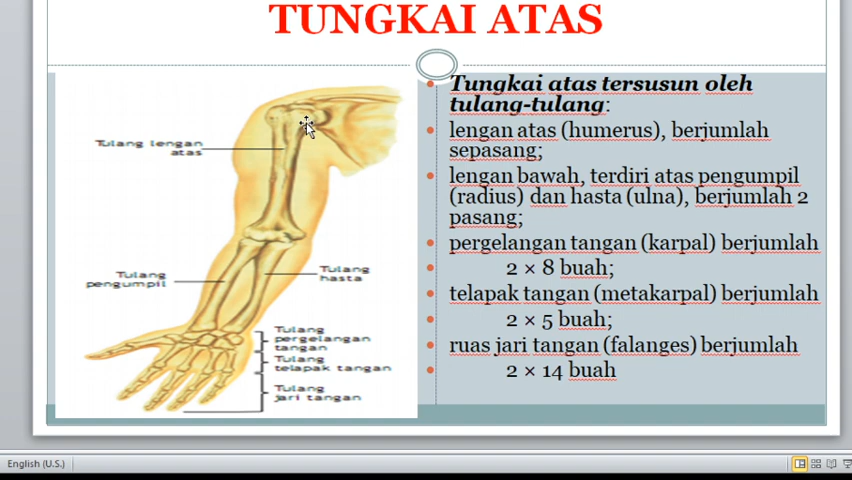 TUNGKAI ATAS
Tulang lengan
atas
Tulang
pengumpil
Tulang
hasta
Tulang
pergelangan
tangan
Tulang
telapak tangan
Tulang
jari tangan
Tungkai atas tersusun oleh
tulang-tulang:
lengan atas (humerus), berjumlah
sepasang;
lengan bawah, terdiri atas pengumpil
(radius) dan hasta (ulna), berjumlah 2
pasang;
pergelangan tangan (karpal) berjumlah
2 × 8 buah;
telapak tangan (metakarpal) berjumlah
2 × 5 buah;
ruas jari tangan (falanges) berjumlah
2 × 14 buah
English (U.S.)